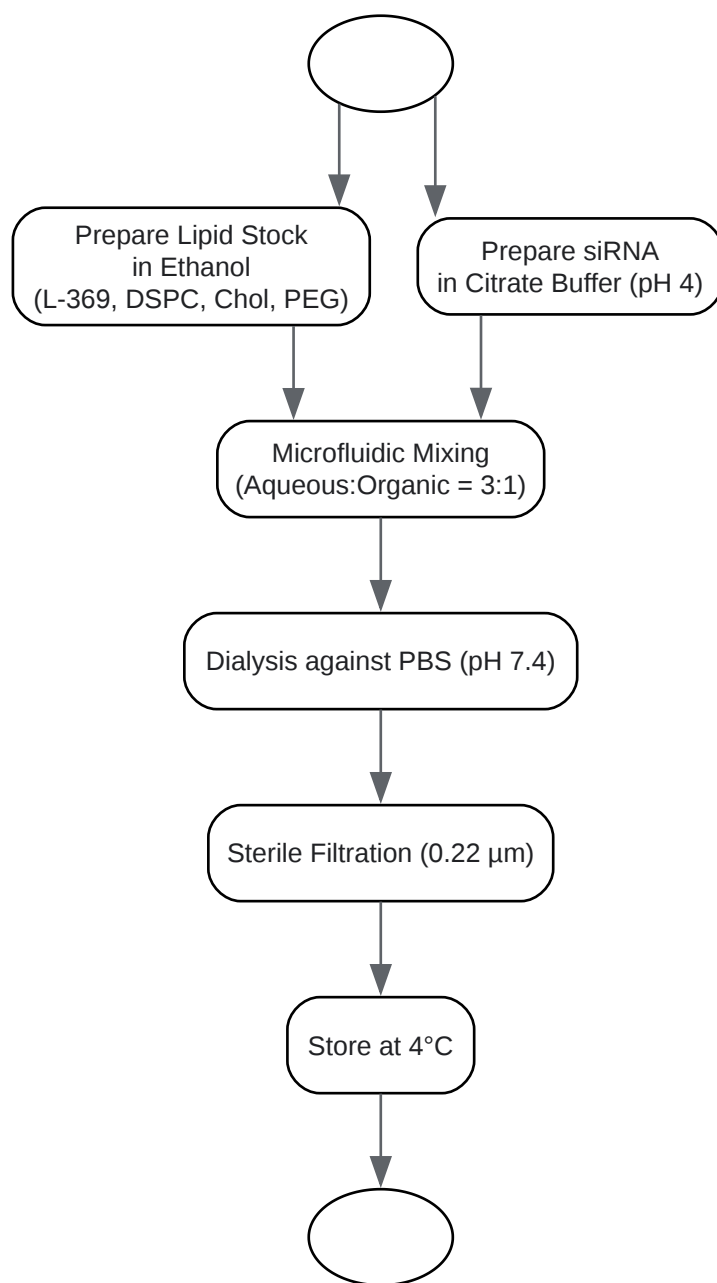 Prepare Lipid Stock
in Ethanol
(L-369, DSPC, Chol, PEG)
Prepare siRNA
in Citrate Buffer (pH 4)
Microfluidic Mixing
(Aqueous:Organic = 3:1)
Dialysis against PBS (pH 7.4)
Sterile Filtration (0.22 µm)
Store at 4°C